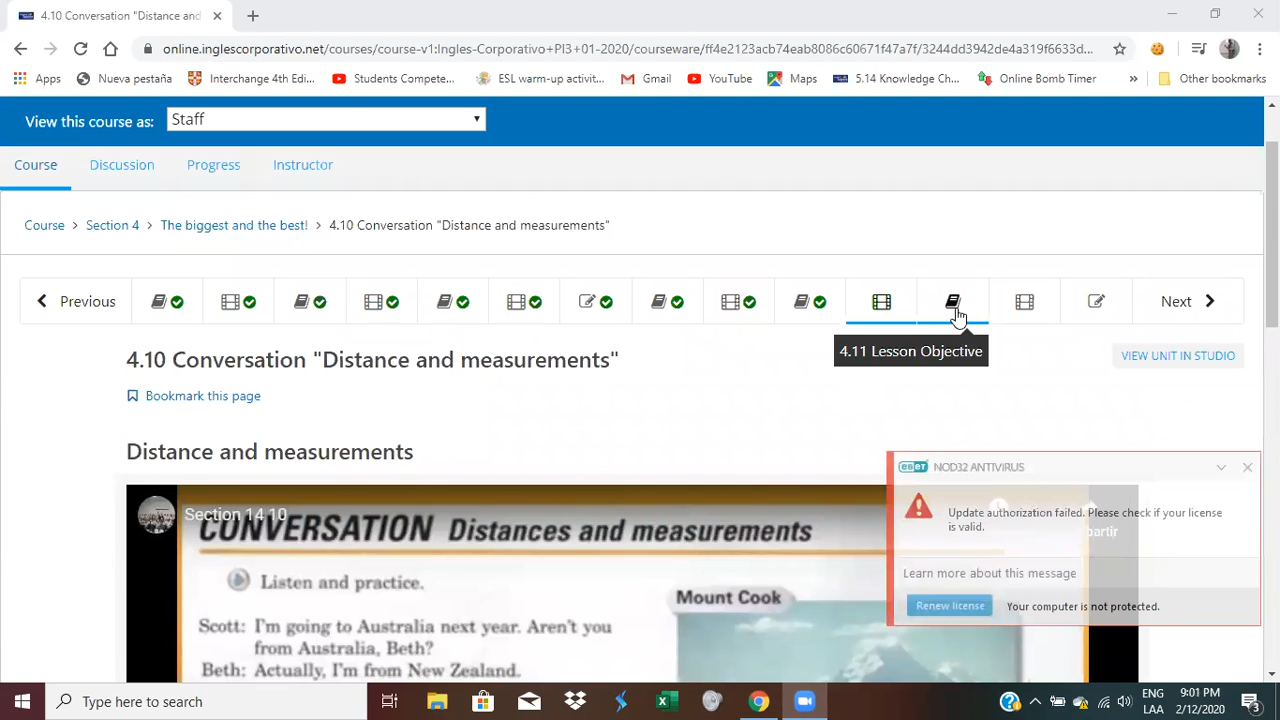 4.10 Conversation "Distance and
online.inglescorporativo.net/courses/course-v1:Ingles-Corporativo+PI3+01-2020/courseware/ff4e2123acb74eab8086c60671f47a7f/3244dd3942de4a319f6633d...
Apps Nueva pestaña Interchange 4th Edi... Students Compete... ESL warm-up activit... Gmail YouTube Maps 5.14 Knowledge Ch... Online Bomb Timer » Other bookmarks
View this course as: Staff
Course Discussion Progress Instructor
Course > Section 4 > The biggest and the best! > 4.10 Conversation "Distance and measurements"
Previous Next
4.11 Lesson Objective
4.10 Conversation "Distance and measurements"
VIEW UNIT IN STUDIO
Bookmark this page
Distance and measurements
Section 14 10
CONVERSATION Distances and measurements
Listen and practice.
Mount Cook
Scott: I'm going to Australia next year. Aren't you
from Australia, Beth?
Beth: Actually, I'm from New Zealand.
eset NOD32 ANTIVIRUS
Update authorization failed. Please check if your license
is valid.
partir
Learn more about this message
Renew license Your computer is not protected.
Type here to search
ENG
LAA
9:01 PM
2/12/2020
3